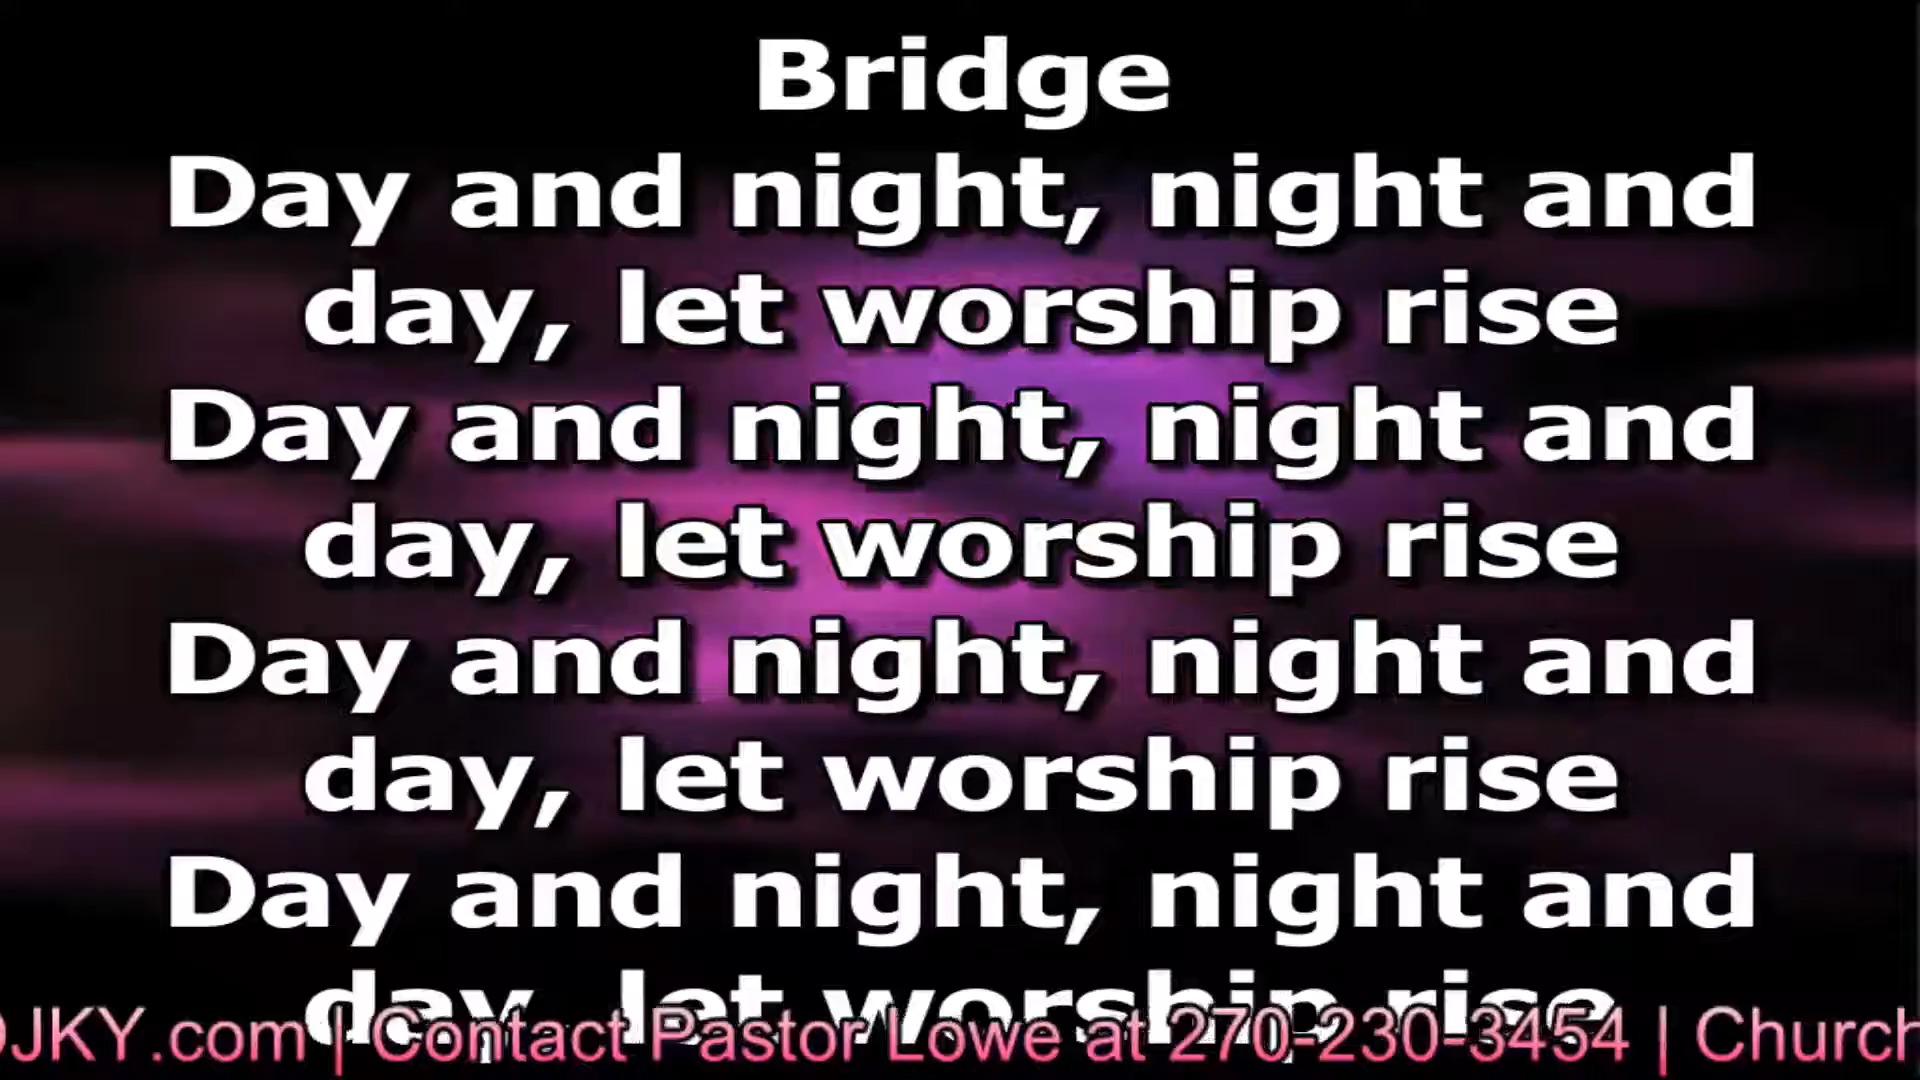 Bridge
Day and night, night and
day, let worship rise
Day and night, night and
day, let worship rise
Day and night, night and
day, let worship rise
Day and night, night and
day, let worship rise
JKY.com | Contact Pastor Lowe at 270-230-3454 | Church